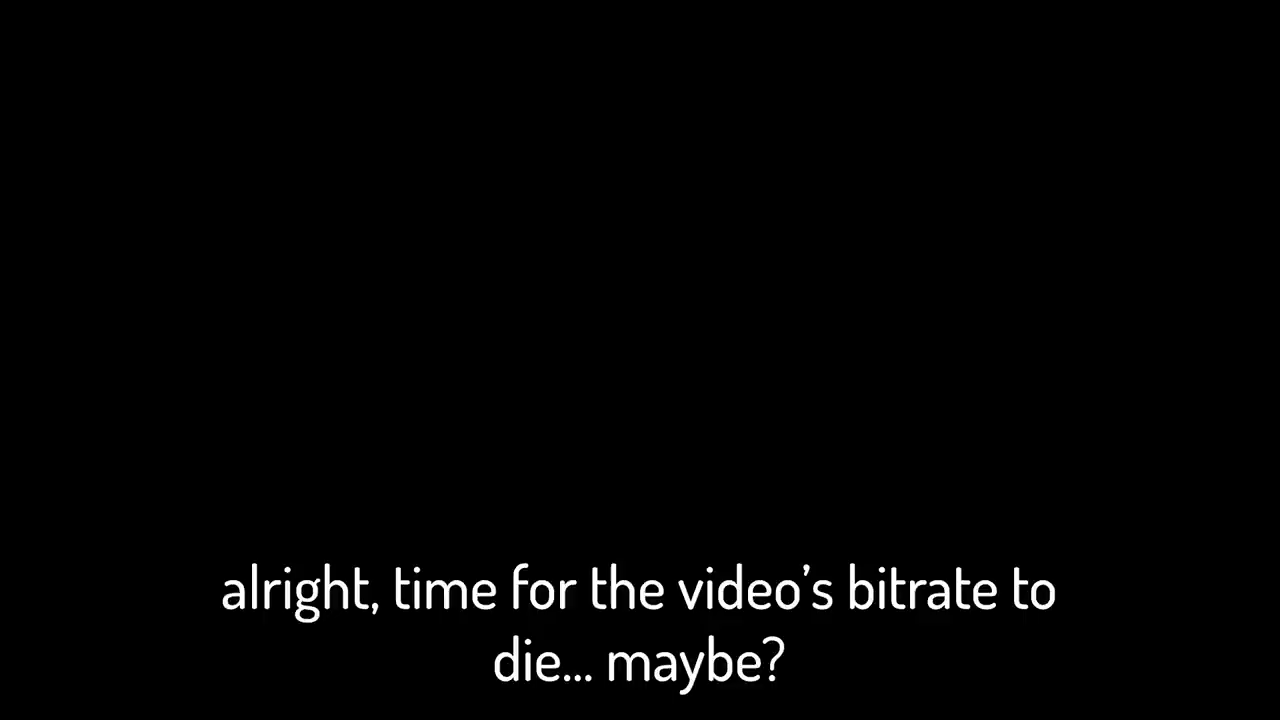 alright, time for the video’s bitrate to
die... maybe?